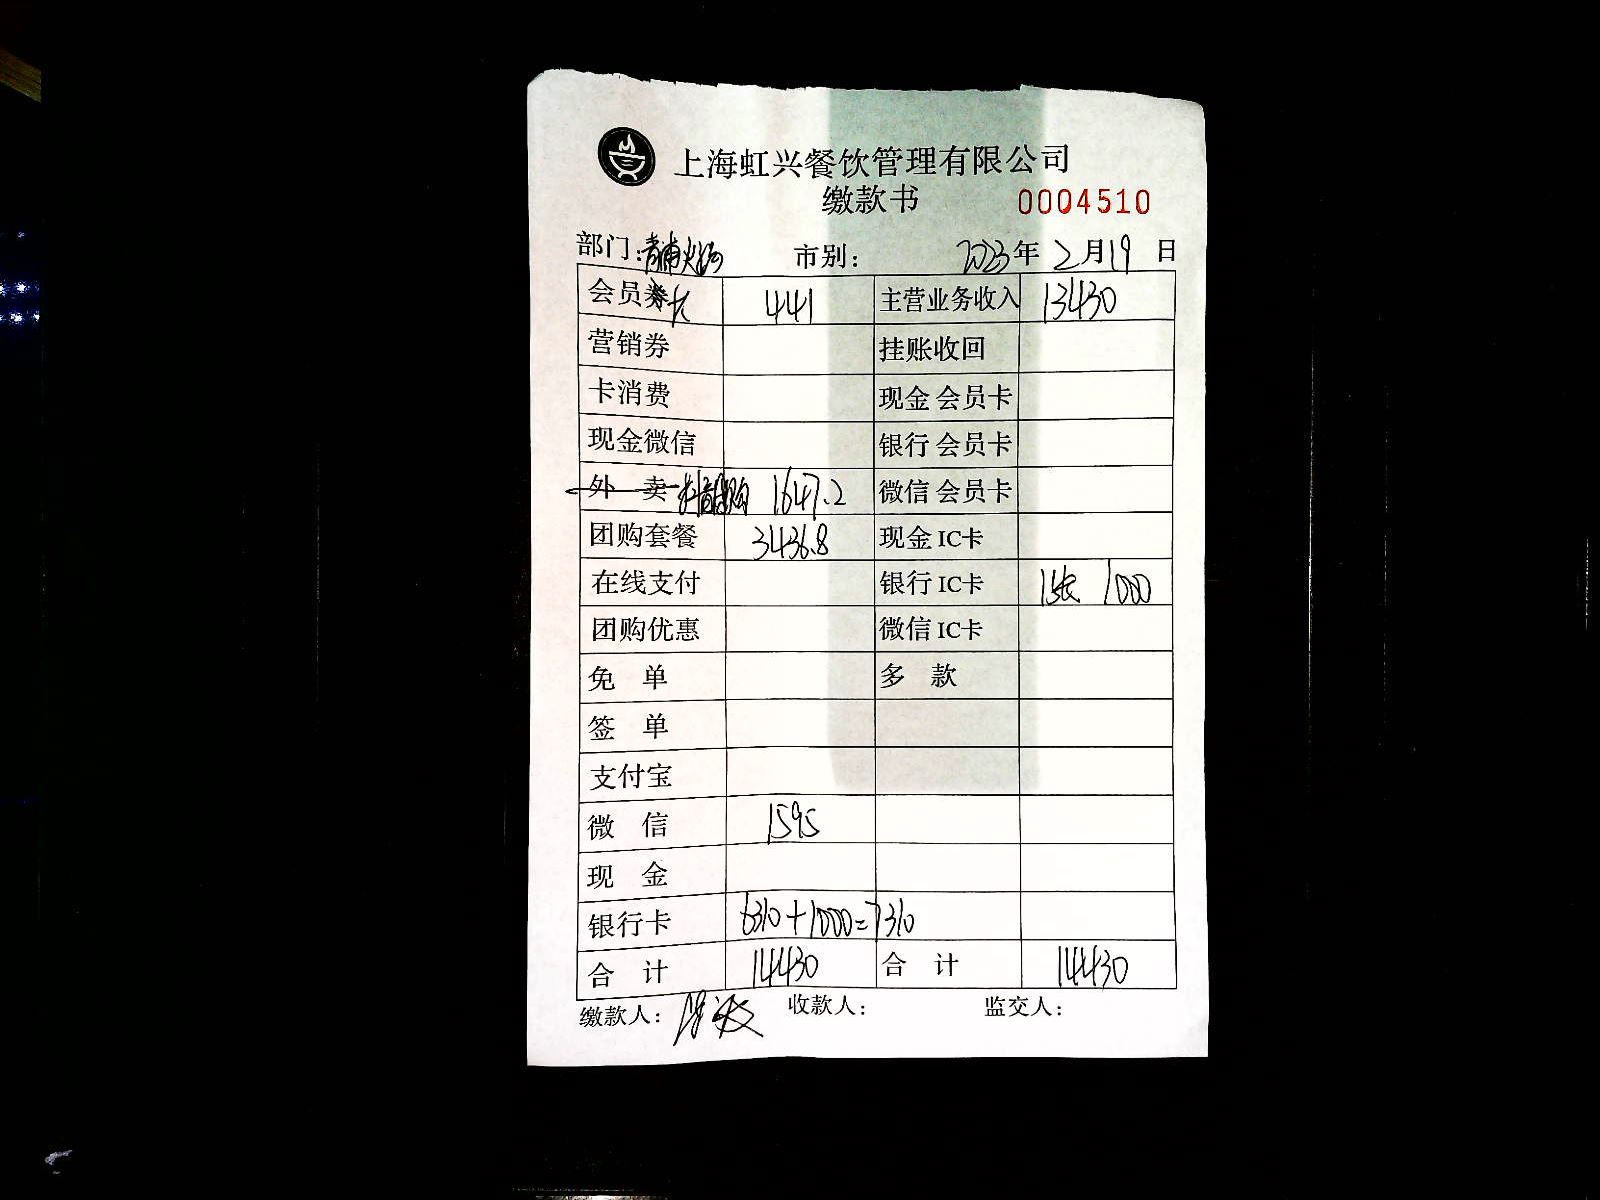 上海虹兴餐饮管理有限公司
缴款书 0004510
部门：青浦火 市别： 2023年2月19日
会员卡 441 主营业务收入 13430
营销券 挂账收回
卡消费 现金会员卡
现金微信 银行会员卡
外卖 抖音团购 1647.2 微信会员卡
团购套餐 3436.8 现金IC卡
在线支付 银行IC卡 1张 1000
团购优惠 微信IC卡
免单 多款
签单
支付宝
微信 1595
现金
银行卡 6310+1000=7310
合计 14430 合计 14430
缴款人： 收款人： 监交人：